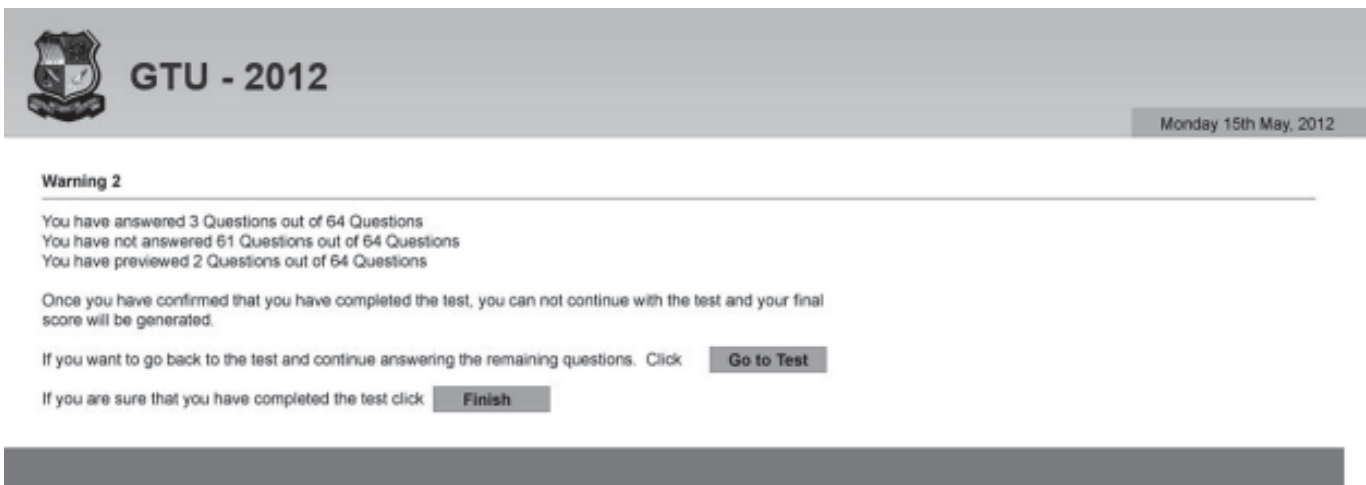 GTU - 2012
Monday 15th May, 2012
Warning 2
You have answered 3 Questions out of 64 Questions
You have not answered 61 Questions out of 64 Questions
You have previewed 2 Questions out of 64 Questions
Once you have confirmed that you have completed the test, you can not continue with the test and your final
score will be generated.
If you want to go back to the test and continue answering the remaining questions. Click Go to Test
If you are sure that you have completed the test click Finish